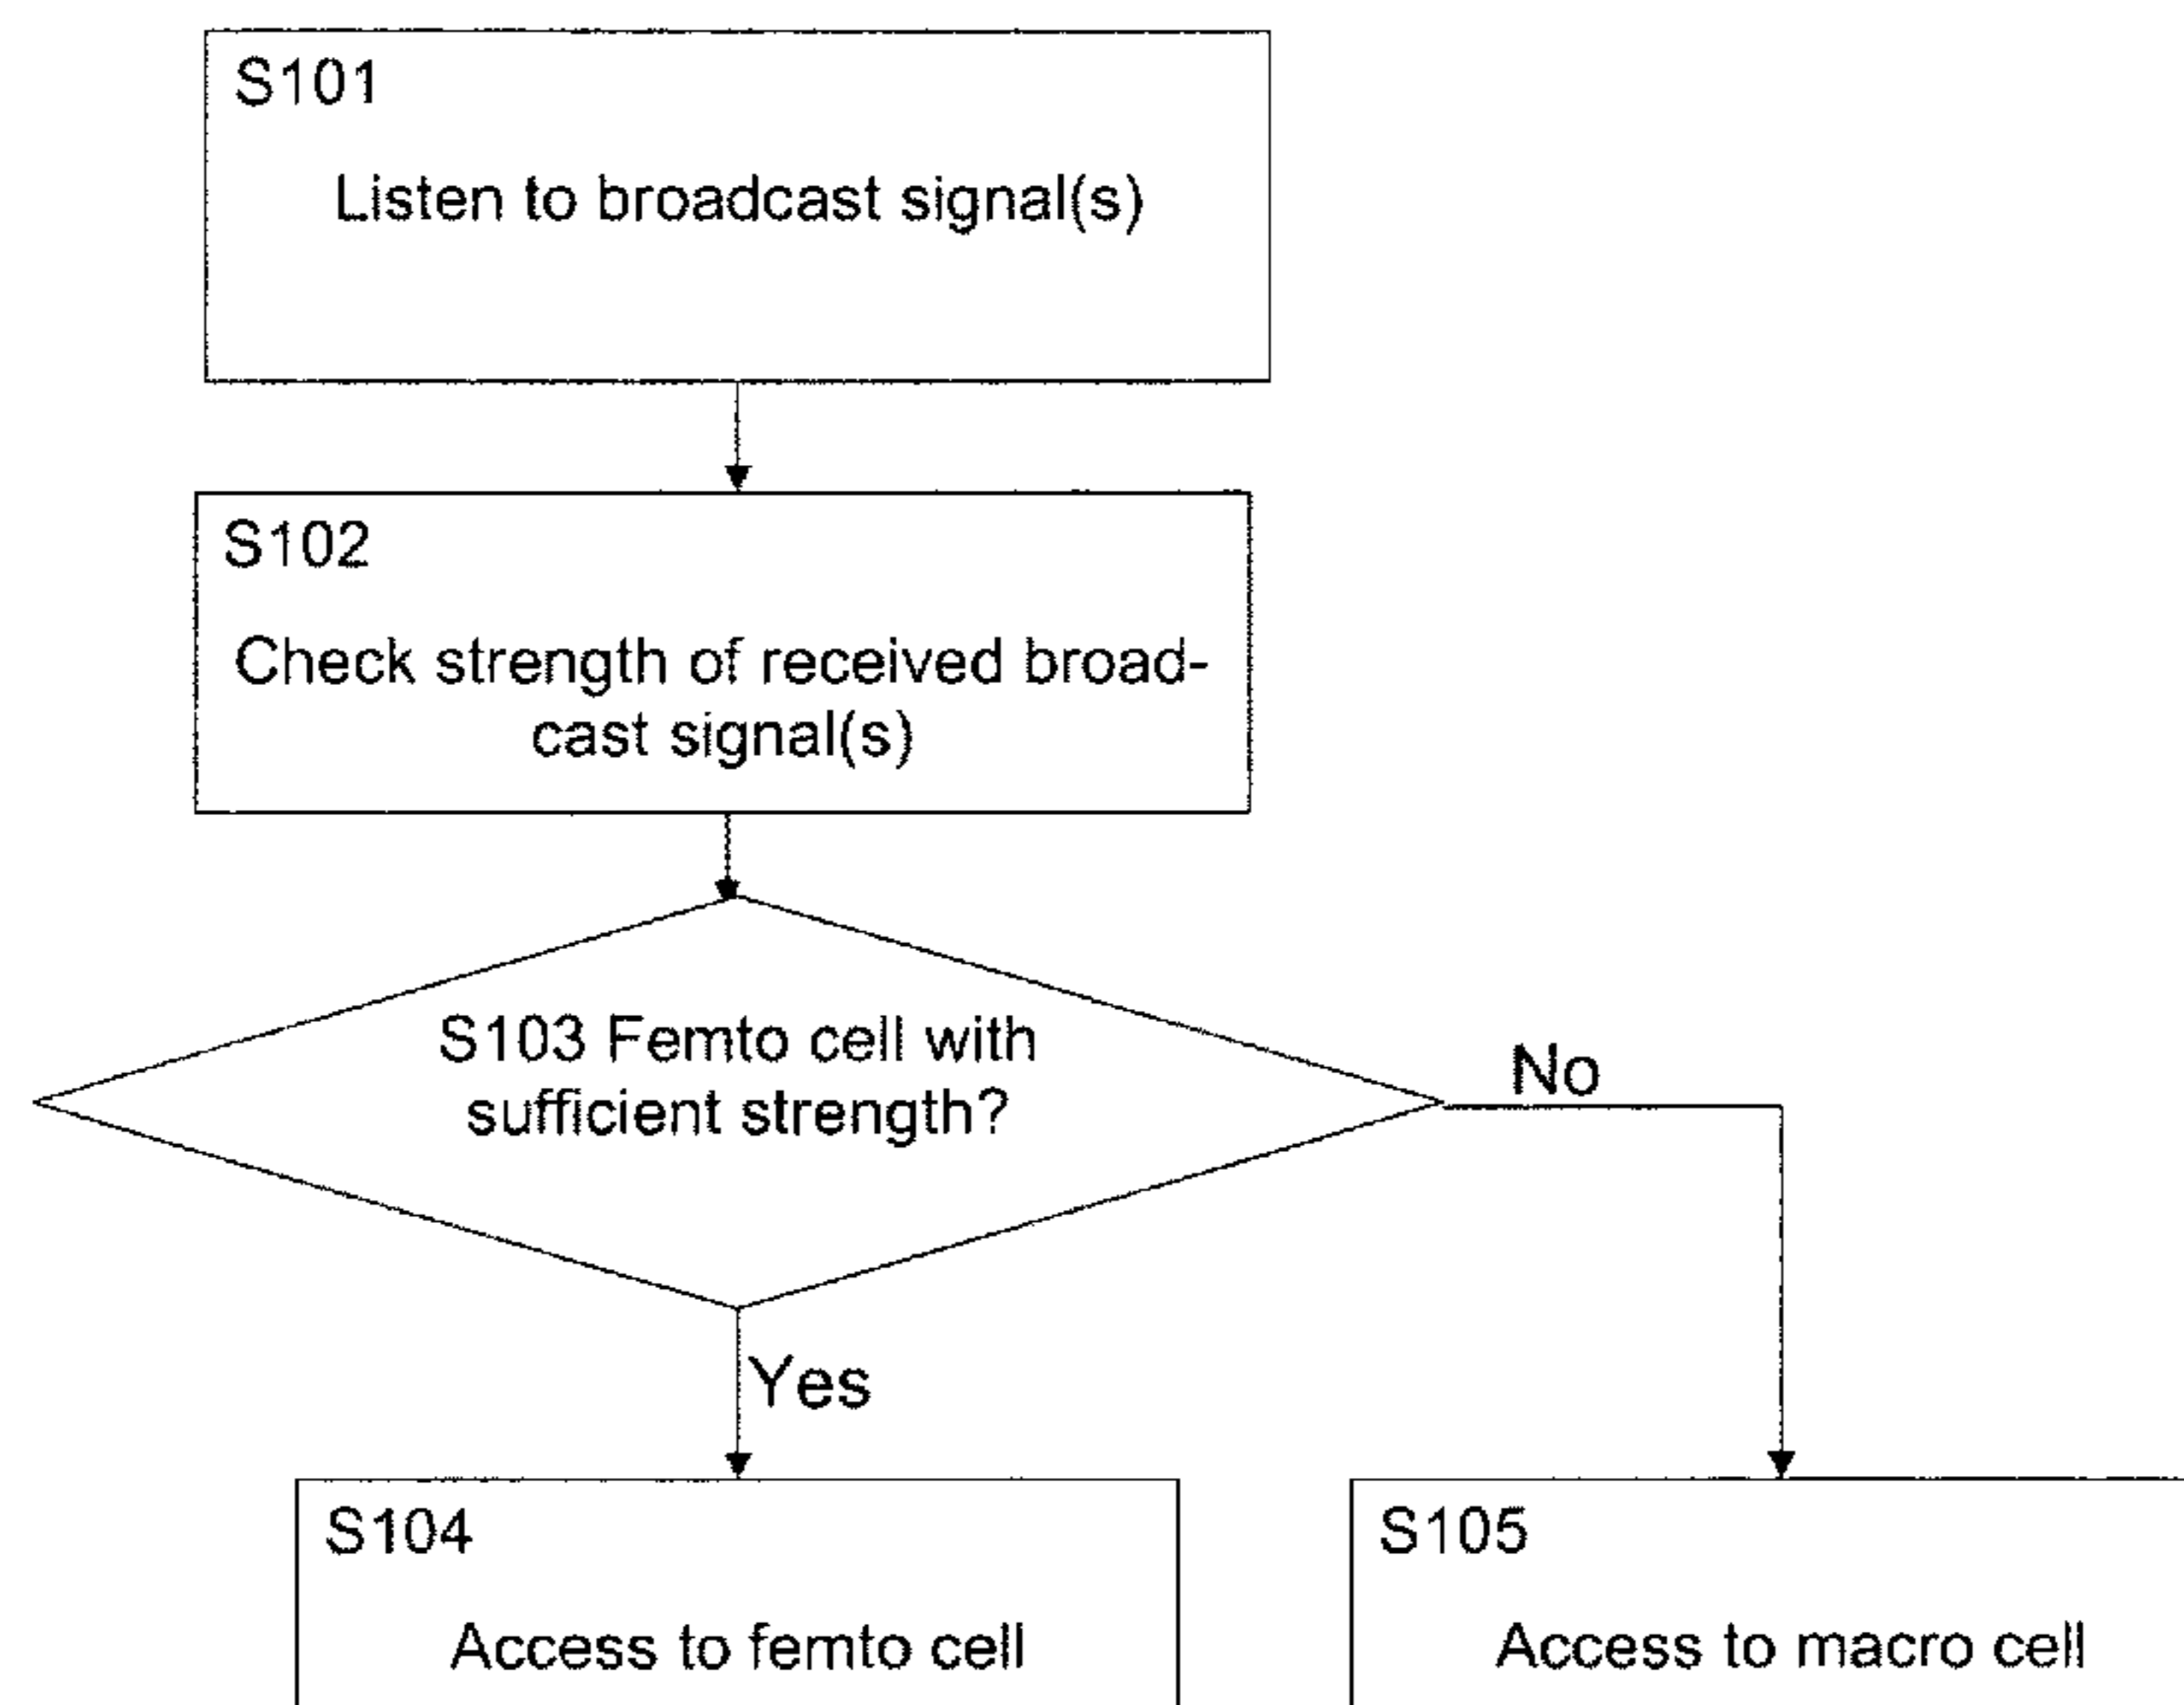 S101
Listen to broadcast signal(s)
S102
Check strength of received broad-
cast signal(s)
S103 Femto cell with
sufficient strength?
No
Yes
S104
Access to femto cell
S105
Access to macro cell